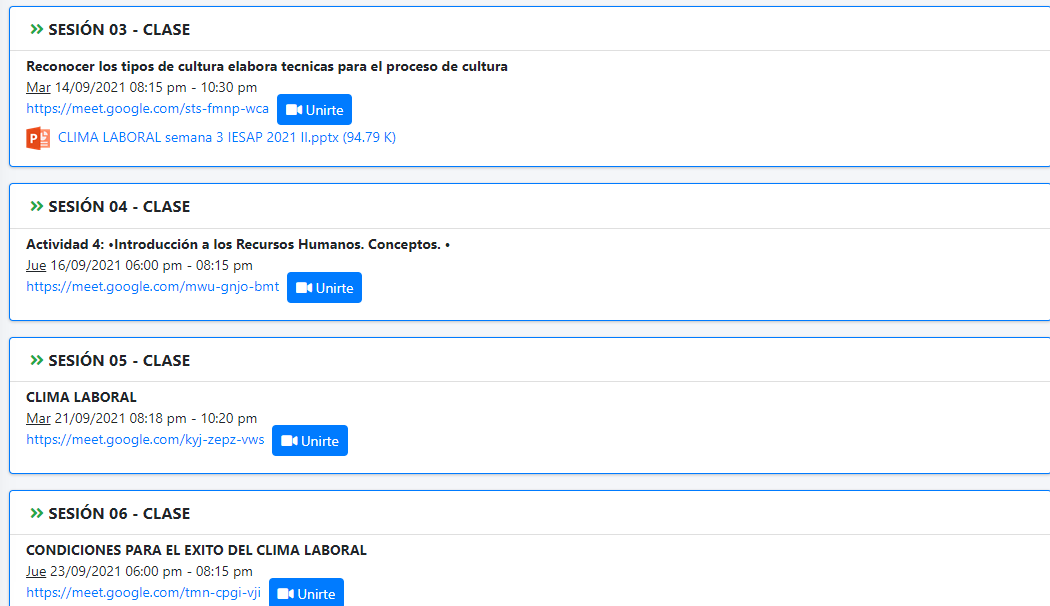 SESIÓN 03 - CLASE
Reconocer los tipos de cultura elabora tecnicas para el proceso de cultura
Mar 14/09/2021 08:15 pm - 10:30 pm
https://meet.google.com/sts-fmnp-wca Unirte
CLIMA LABORAL semana 3 IESAP 2021 II.pptx (94.79 K)
SESIÓN 04 - CLASE
Actividad 4: •Introducción a los Recursos Humanos. Conceptos. •
Jue 16/09/2021 06:00 pm - 08:15 pm
https://meet.google.com/mwu-gnjo-bmt Unirte
SESIÓN 05 - CLASE
CLIMA LABORAL
Mar 21/09/2021 08:18 pm - 10:20 pm
https://meet.google.com/kyj-zepz-vws Unirte
SESIÓN 06 - CLASE
CONDICIONES PARA EL EXITO DEL CLIMA LABORAL
Jue 23/09/2021 06:00 pm - 08:15 pm
https://meet.google.com/tmn-cpgi-vji Unirte